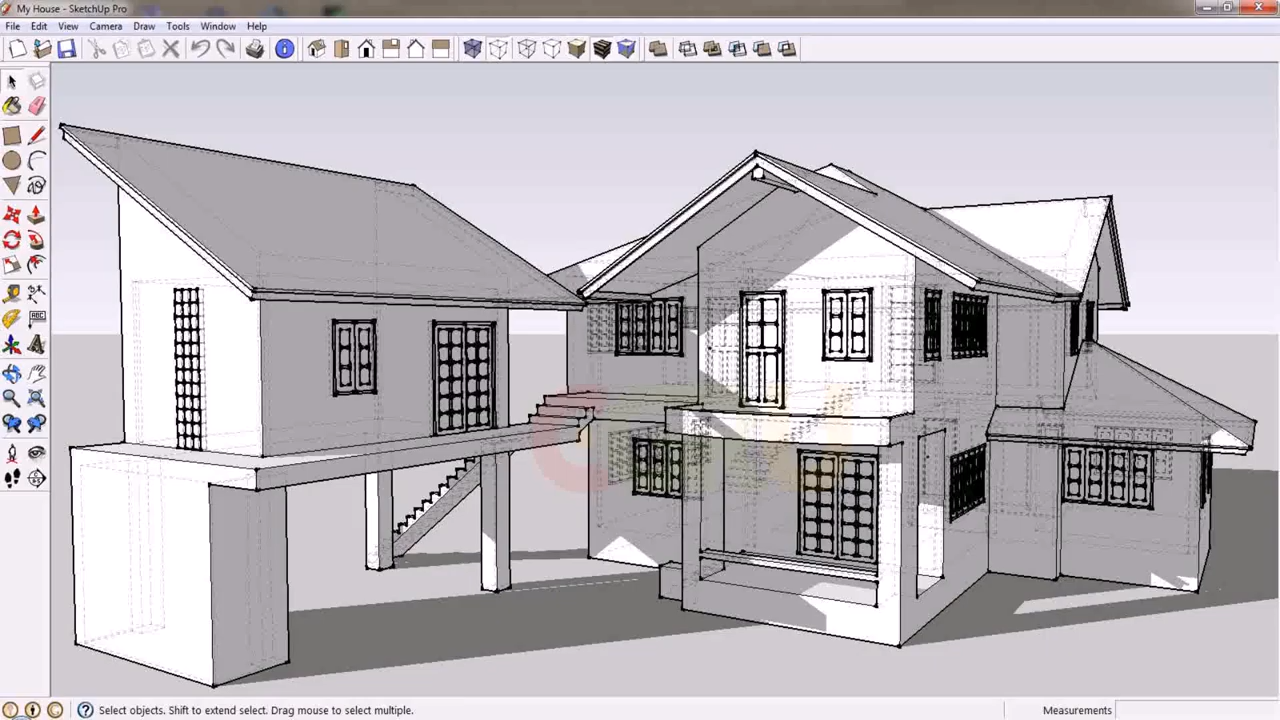 My House - SketchUp Pro
File Edit View Camera Draw Tools Window Help
ABC
Select objects. Shift to extend select. Drag mouse to select multiple.
Measurements